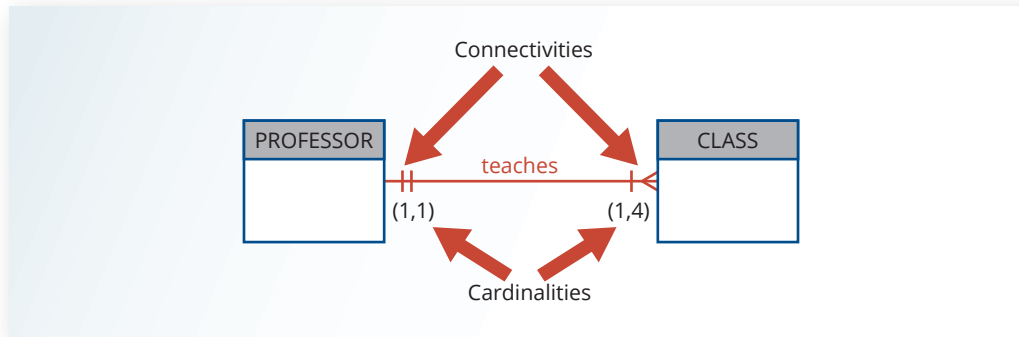 Connectivities
PROFESSOR
CLASS
teaches
(1,1)
(1,4)
Cardinalities